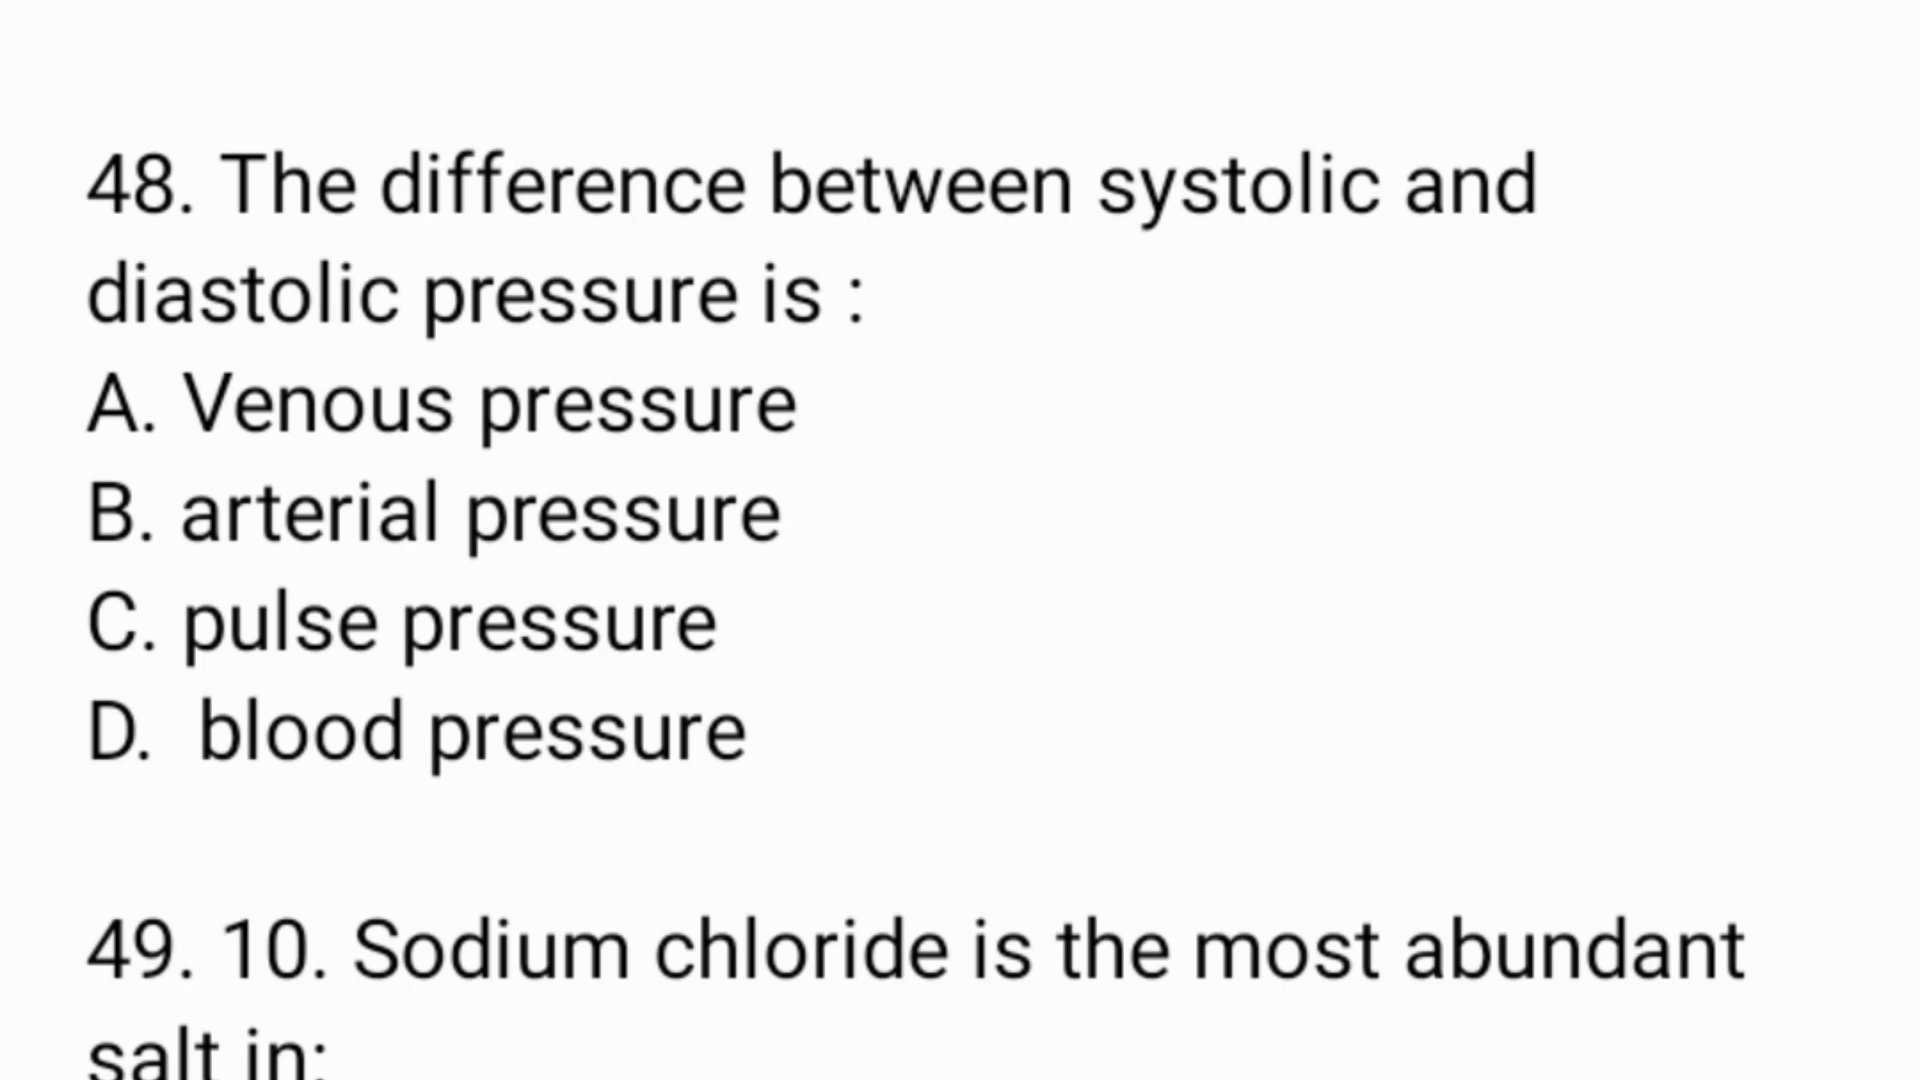 48. The difference between systolic and
diastolic pressure is :
A. Venous pressure
B. arterial pressure
C. pulse pressure
D.  blood pressure
49. 10. Sodium chloride is the most abundant
salt in: